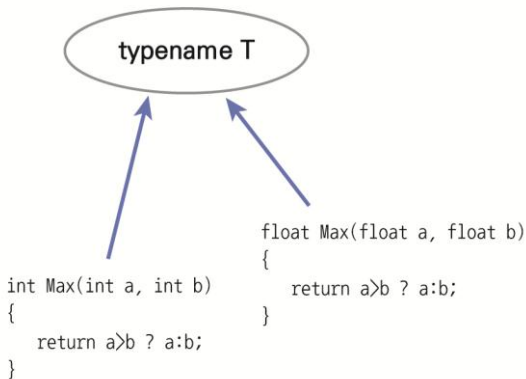 typename T
int Max(int a, int b)
{
return a>b ? a:b;
}
float Max(float a, float b)
{
return a>b ? a:b;
}